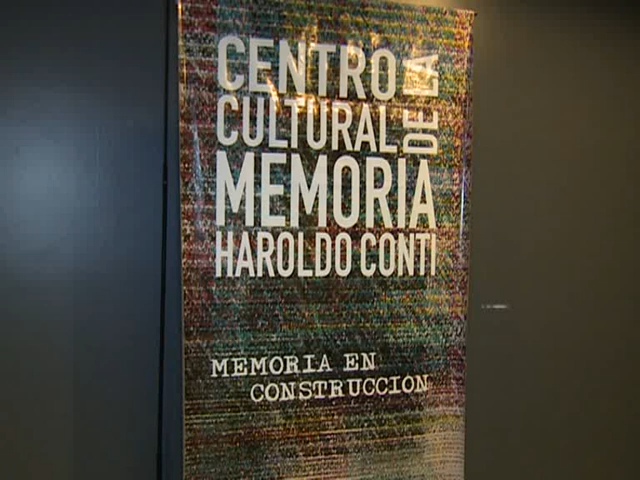 CENTRO
CULTURAL DE LA
MEMORIA
HAROLDO CONTI
MEMORIA EN
CONSTRUCCION